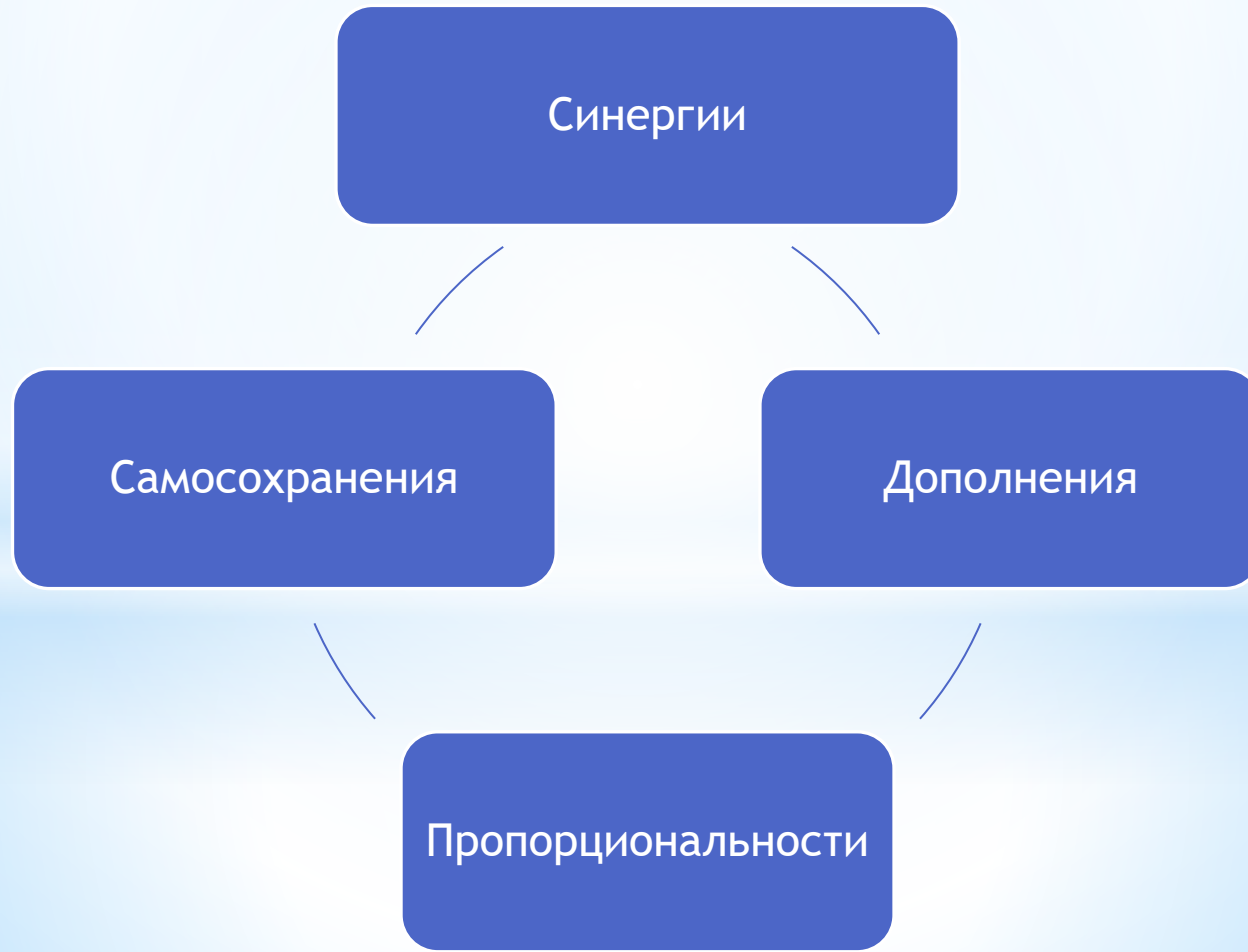 Синергии
Самосохранения
Дополнения
Пропорциональности